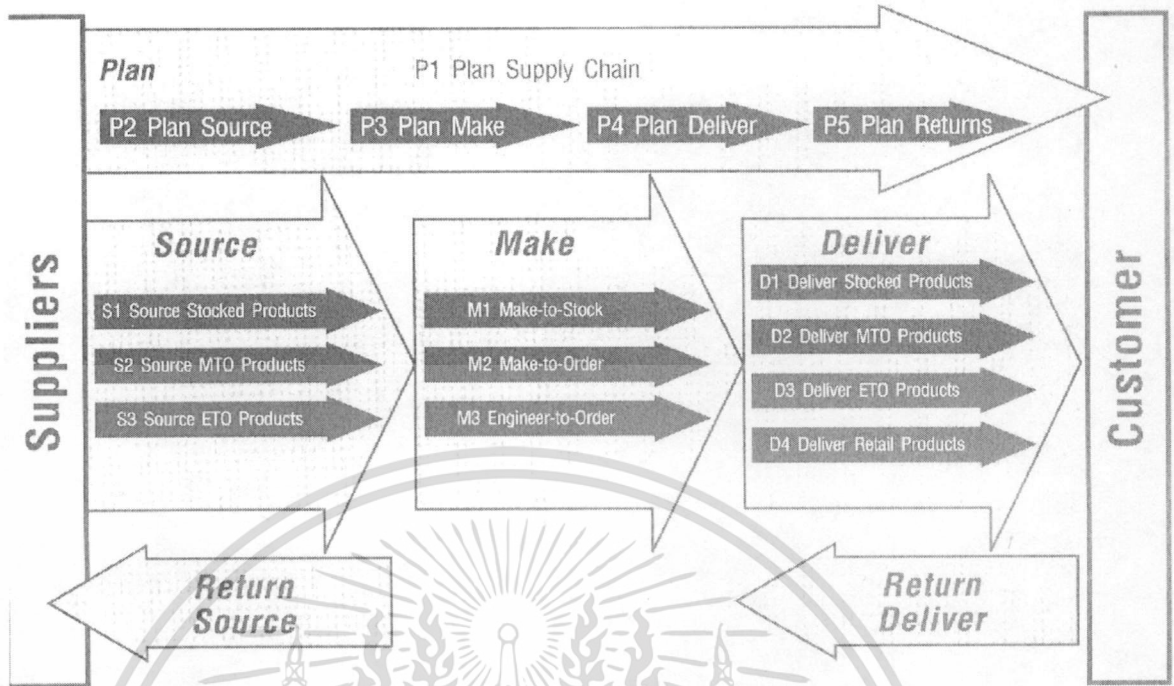 Plan
P1 Plan Supply Chain
P2 Plan Source
P3 Plan Make
P4 Plan Deliver
P5 Plan Returns
Suppliers
Source
S1 Source Stocked Products
S2 Source MTO Products
S3 Source ETO Products
Make
M1 Make-to-Stock
M2 Make-to-Order
M3 Engineer-to-Order
Deliver
D1 Deliver Stocked Products
D2 Deliver MTO Products
D3 Deliver ETO Products
D4 Deliver Retail Products
Customer
Return
Source
Return
Deliver